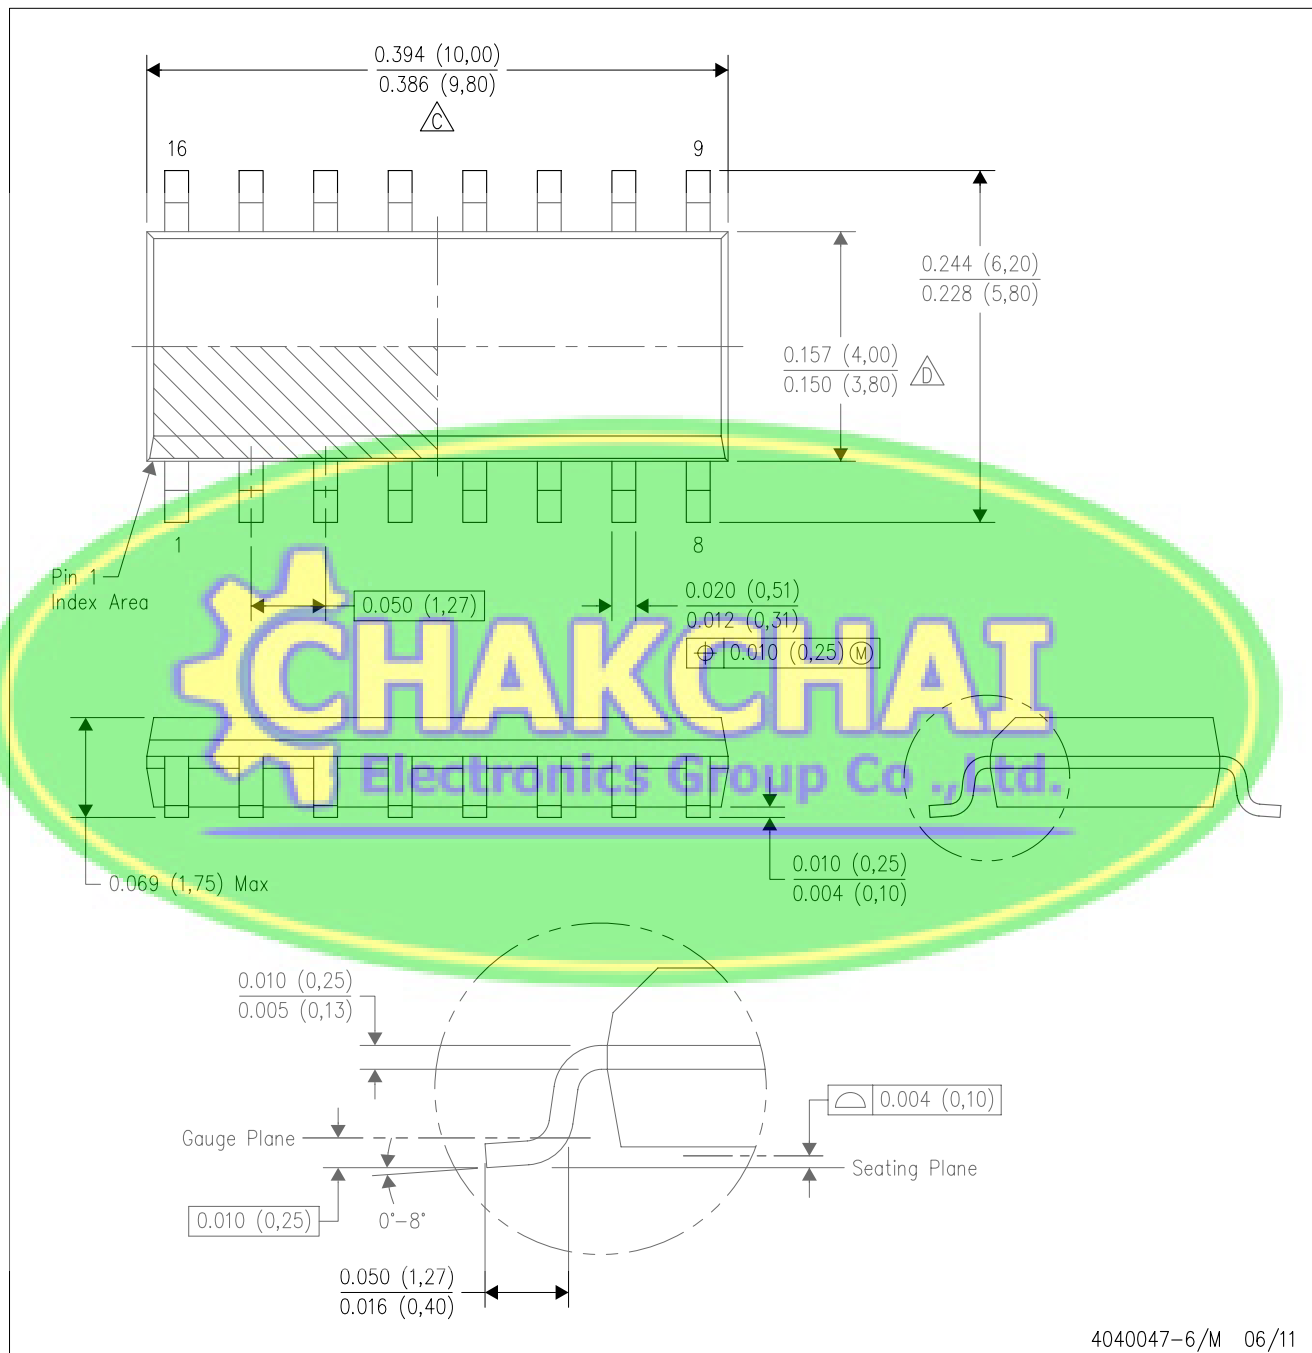 0.394 (10,00)
0.386 (9,80)
C
16 9
0.244 (6,20)
0.228 (5,80)
0.157 (4,00)
0.150 (3,80)
D
1 8
Pin 1
Index Area
0.050 (1,27)
0.020 (0,51)
0.012 (0,31)
0.010 (0,25) M
CHAKCHAI
Electronics Group Co .,Ltd.
0.069 (1,75) Max
0.010 (0,25)
0.004 (0,10)
0.010 (0,25)
0.005 (0,13)
0.004 (0,10)
Gauge Plane
Seating Plane
0.010 (0,25)
0°-8°
0.050 (1,27)
0.016 (0,40)
4040047-6/M 06/11